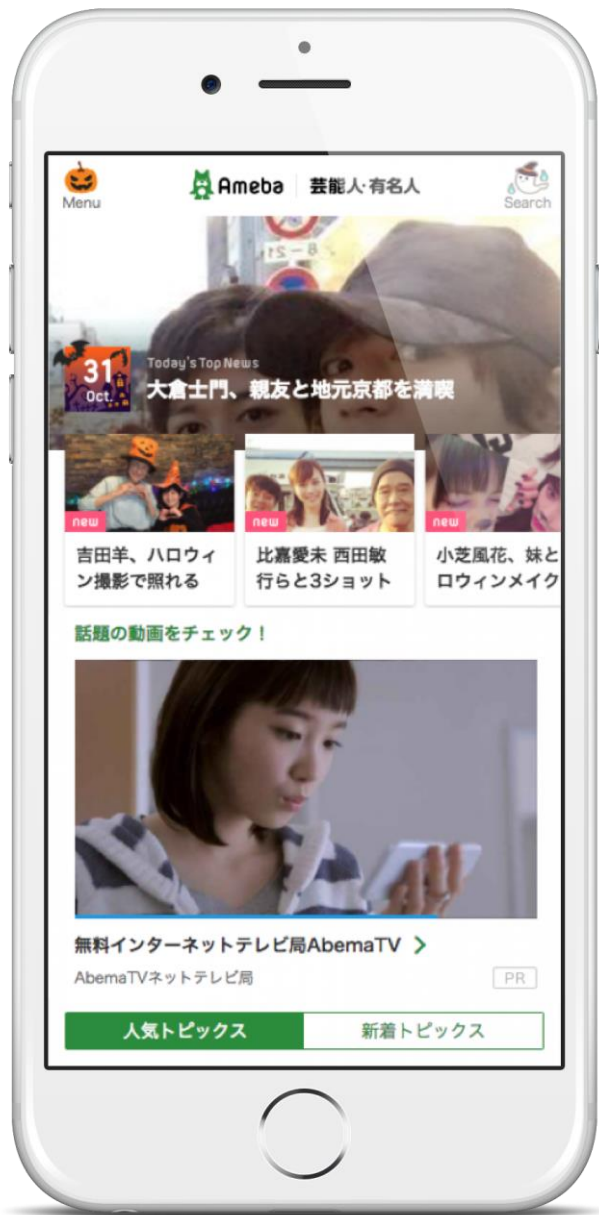 Menu
Ameba
芸能人・有名人
Search
31
Oct.
Today's Top News
大倉士門、親友と地元京都を満喫
new
吉田羊、ハロウィ
ン撮影で照れる
new
比嘉愛未 西田敏
行らと3ショット
new
小芝風花、妹と
ロウィンメイク
話題の動画をチェック！
無料インターネットテレビ局AbemaTV
AbemaTVネットテレビ局
PR
人気トピックス
新着トピックス